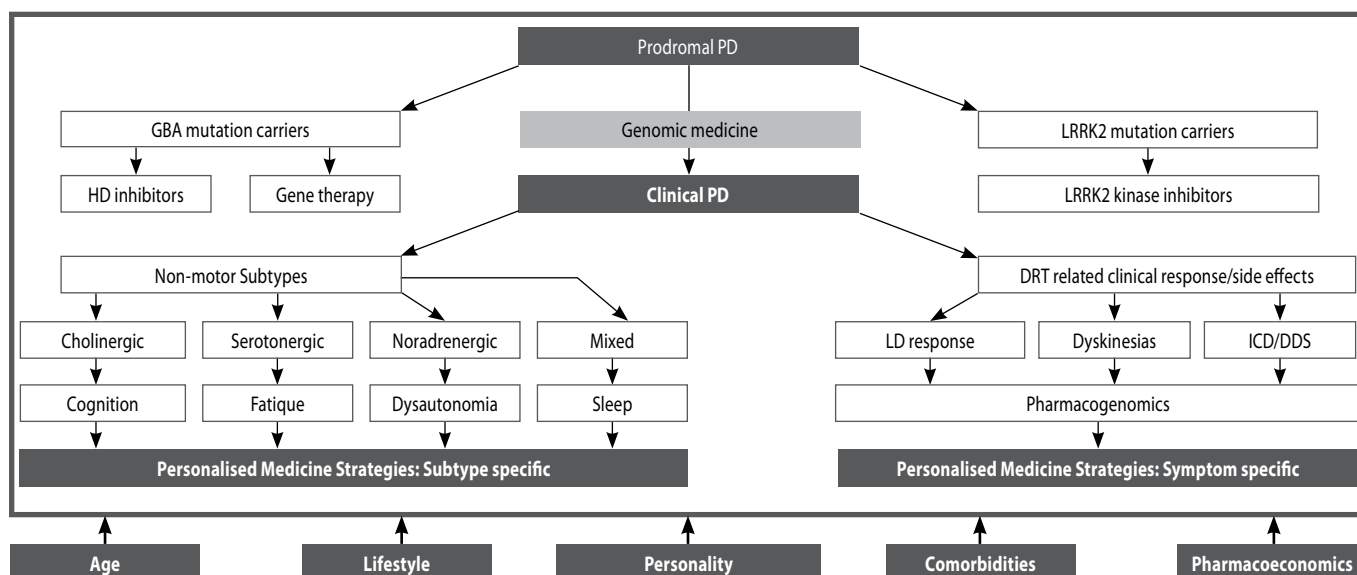 Prodromal PD
GBA mutation carriers
Genomic medicine
LRRK2 mutation carriers
HD inhibitors
Gene therapy
Clinical PD
LRRK2 kinase inhibitors
Non-motor Subtypes
DRT related clinical response/side effects
Cholinergic
Serotonergic
Noradrenergic
Mixed
LD response
Dyskinesias
ICD/DDS
Cognition
Fatique
Dysautonomia
Sleep
Pharmacogenomics
Personalised Medicine Strategies: Subtype specific
Personalised Medicine Strategies: Symptom specific
Age
Lifestyle
Personality
Comorbidities
Pharmacoeconomics